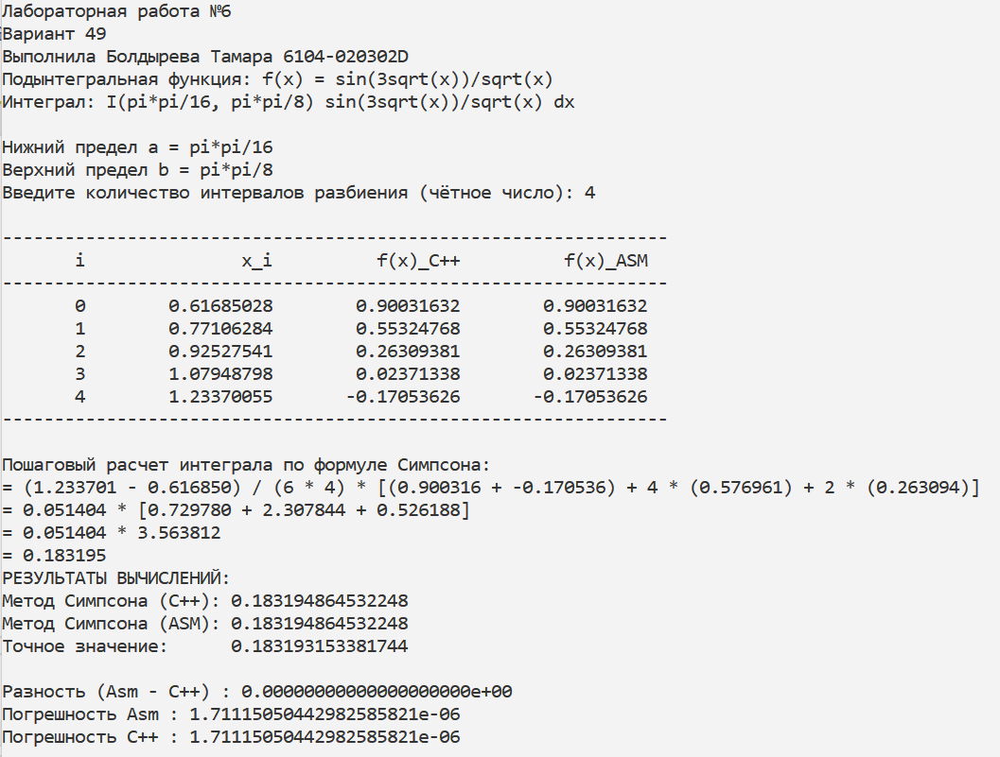 Лабораторная работа №6
Вариант 49
Выполнила Болдырева Тамара 6104-020302D
Подынтегральная функция: f(x) = sin(3sqrt(x))/sqrt(x)
Интеграл: I(pi*pi/16, pi*pi/8) sin(3sqrt(x))/sqrt(x) dx
Нижний предел a = pi*pi/16
Верхний предел b = pi*pi/8
Введите количество интервалов разбиения (чётное число): 4
----------------------------------------------------------------
i x_i f(x)_C++ f(x)_ASM
----------------------------------------------------------------
0 0.61685028 0.90031632 0.90031632
1 0.77106284 0.55324768 0.55324768
2 0.92527541 0.26309381 0.26309381
3 1.07948798 0.02371338 0.02371338
4 1.23370055 -0.17053626 -0.17053626
----------------------------------------------------------------
Пошаговый расчет интеграла по формуле Симпсона:
= (1.233701 - 0.616850) / (6 * 4) * [(0.900316 + -0.170536) + 4 * (0.576961) + 2 * (0.263094)]
= 0.051404 * [0.729780 + 2.307844 + 0.526188]
= 0.051404 * 3.563812
= 0.183195
РЕЗУЛЬТАТЫ ВЫЧИСЛЕНИЙ:
Метод Симпсона (C++): 0.183194864532248
Метод Симпсона (ASM): 0.183194864532248
Точное значение: 0.183193153381744
Разность (Asm - C++) : 0.00000000000000000000e+00
Погрешность Asm : 1.71115050442982585821e-06
Погрешность C++ : 1.71115050442982585821e-06